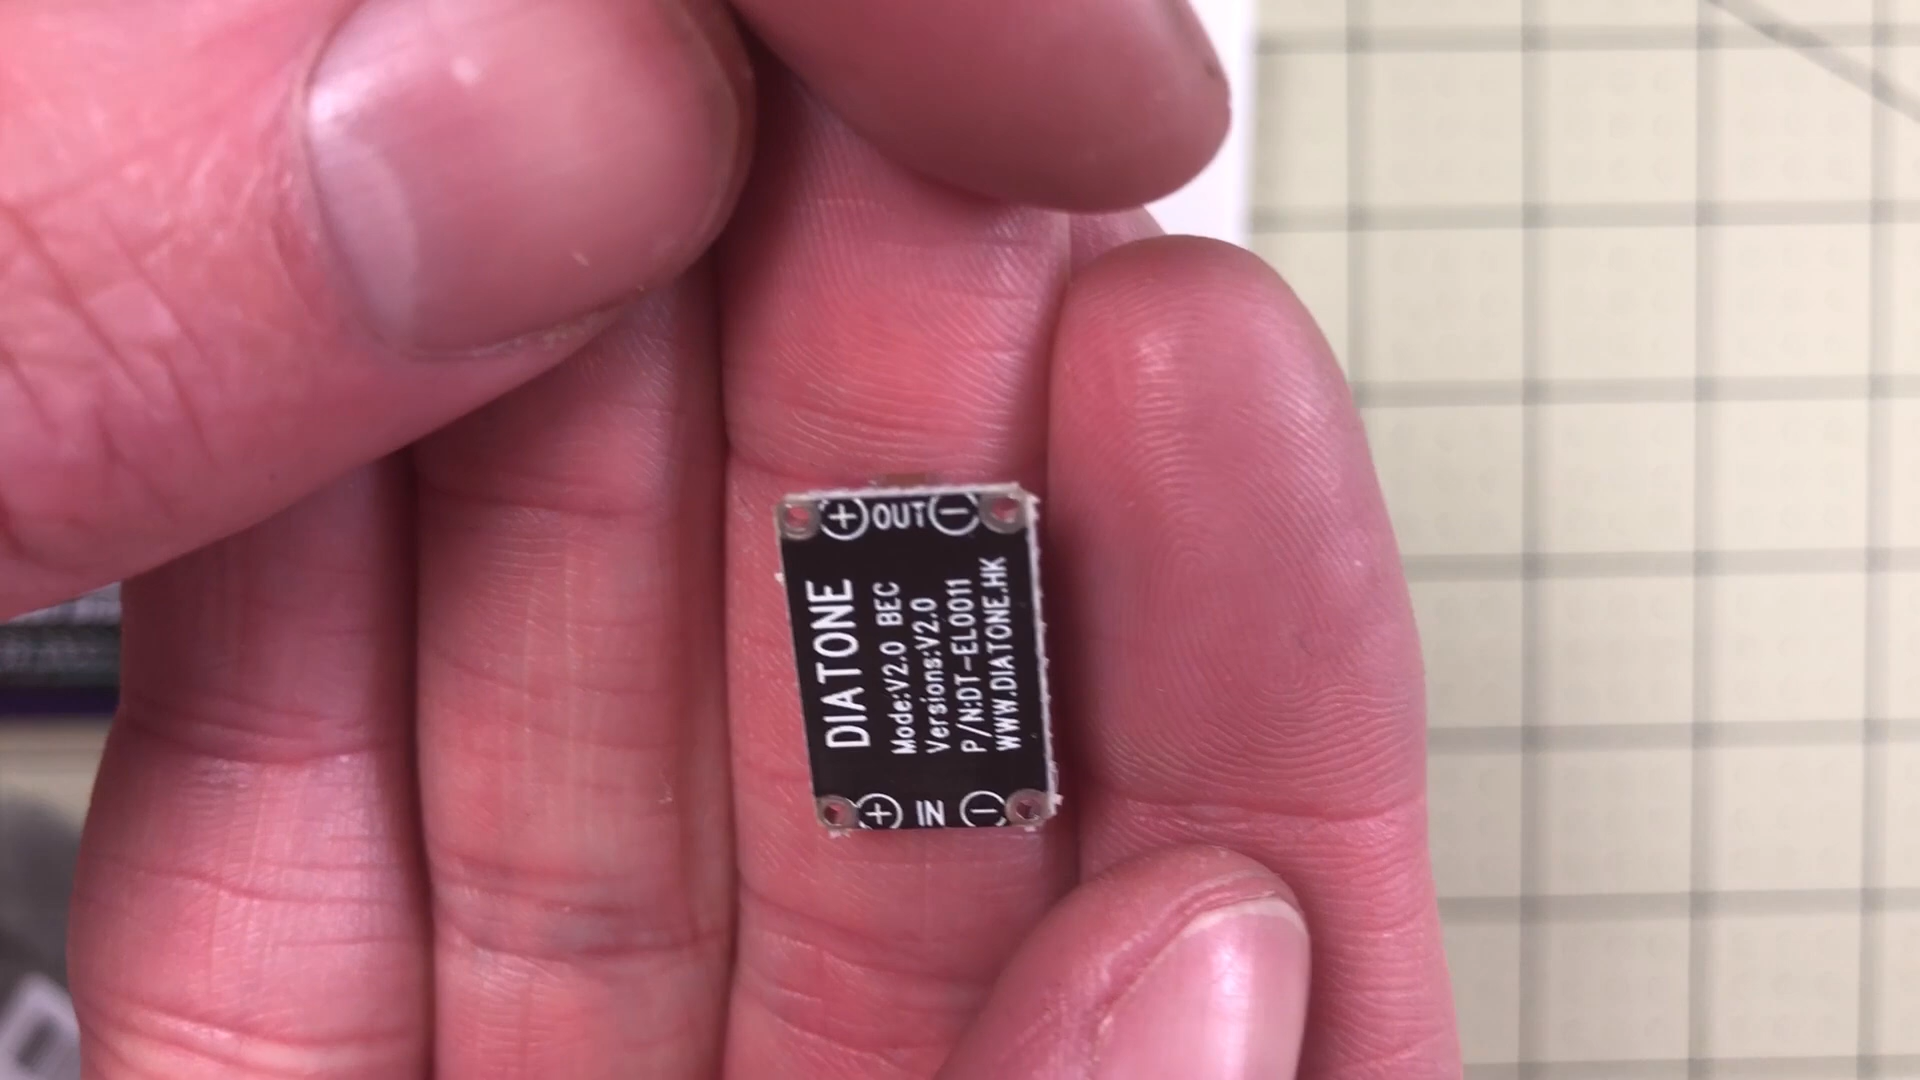 + OUT −
DIATONE
Mode:V2.0 BEC
Versions:V2.0
P/N:DT-EL0011
WWW.DIATONE.HK
+ IN −